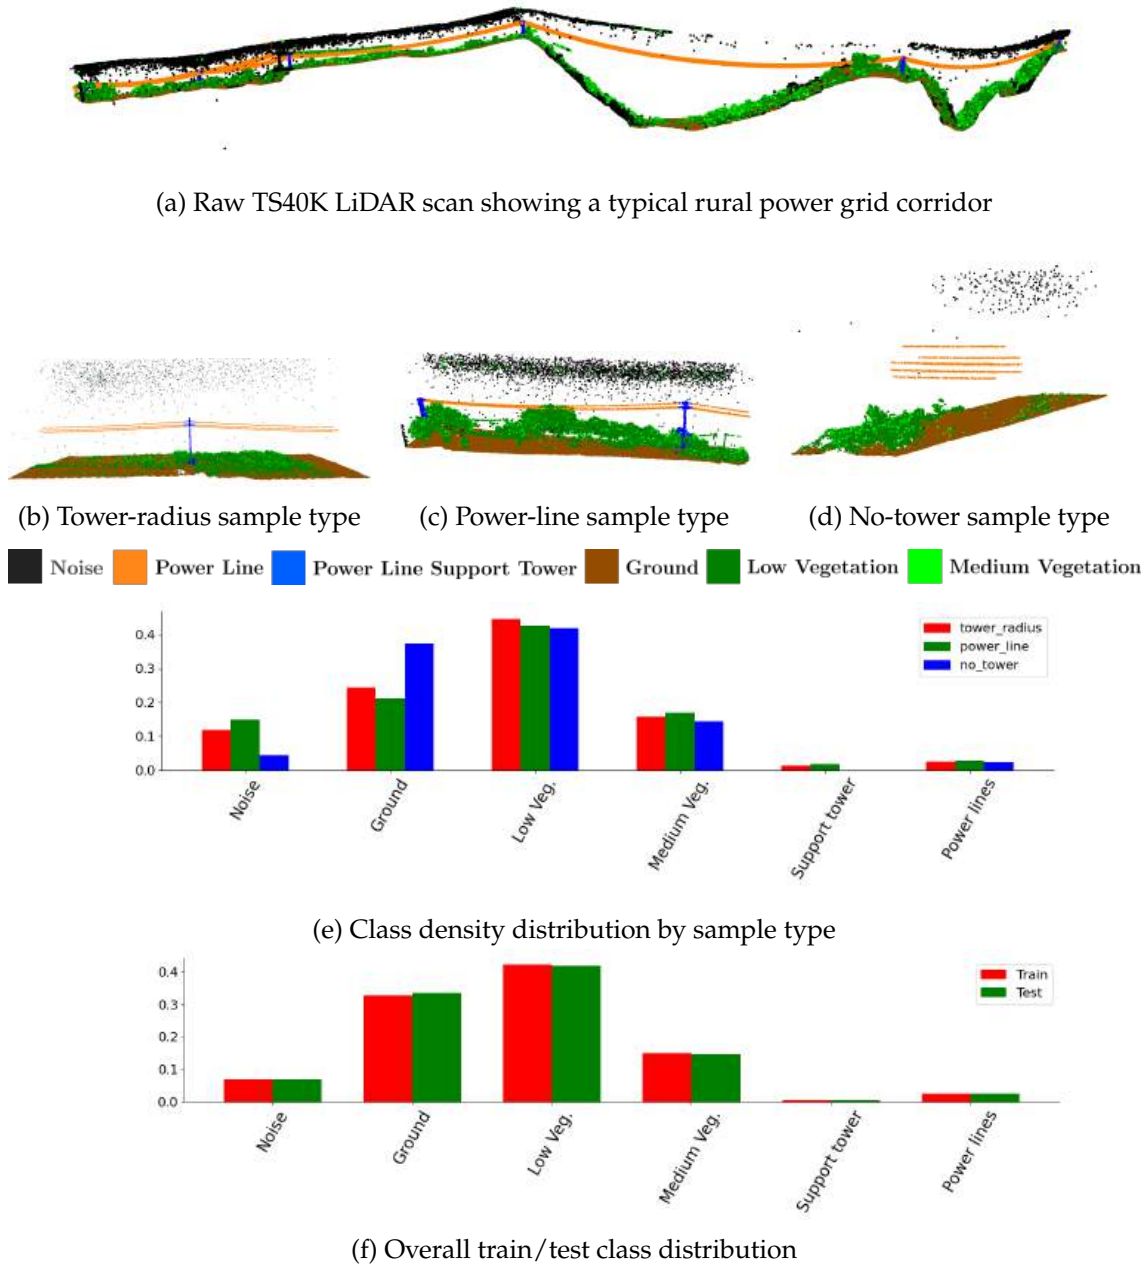 (a) Raw TS40K LiDAR scan showing a typical rural power grid corridor
(b) Tower-radius sample type (c) Power-line sample type (d) No-tower sample type
Noise Power Line Power Line Support Tower Ground Low Vegetation Medium Vegetation
0.4
0.3
0.2
0.1
0.0
tower_radius
power_line
no_tower
Noise Ground Low Veg. Medium Veg. Support tower Power lines
(e) Class density distribution by sample type
0.4
0.3
0.2
0.1
0.0
Train
Test
Noise Ground Low Veg. Medium Veg. Support tower Power lines
(f) Overall train/test class distribution